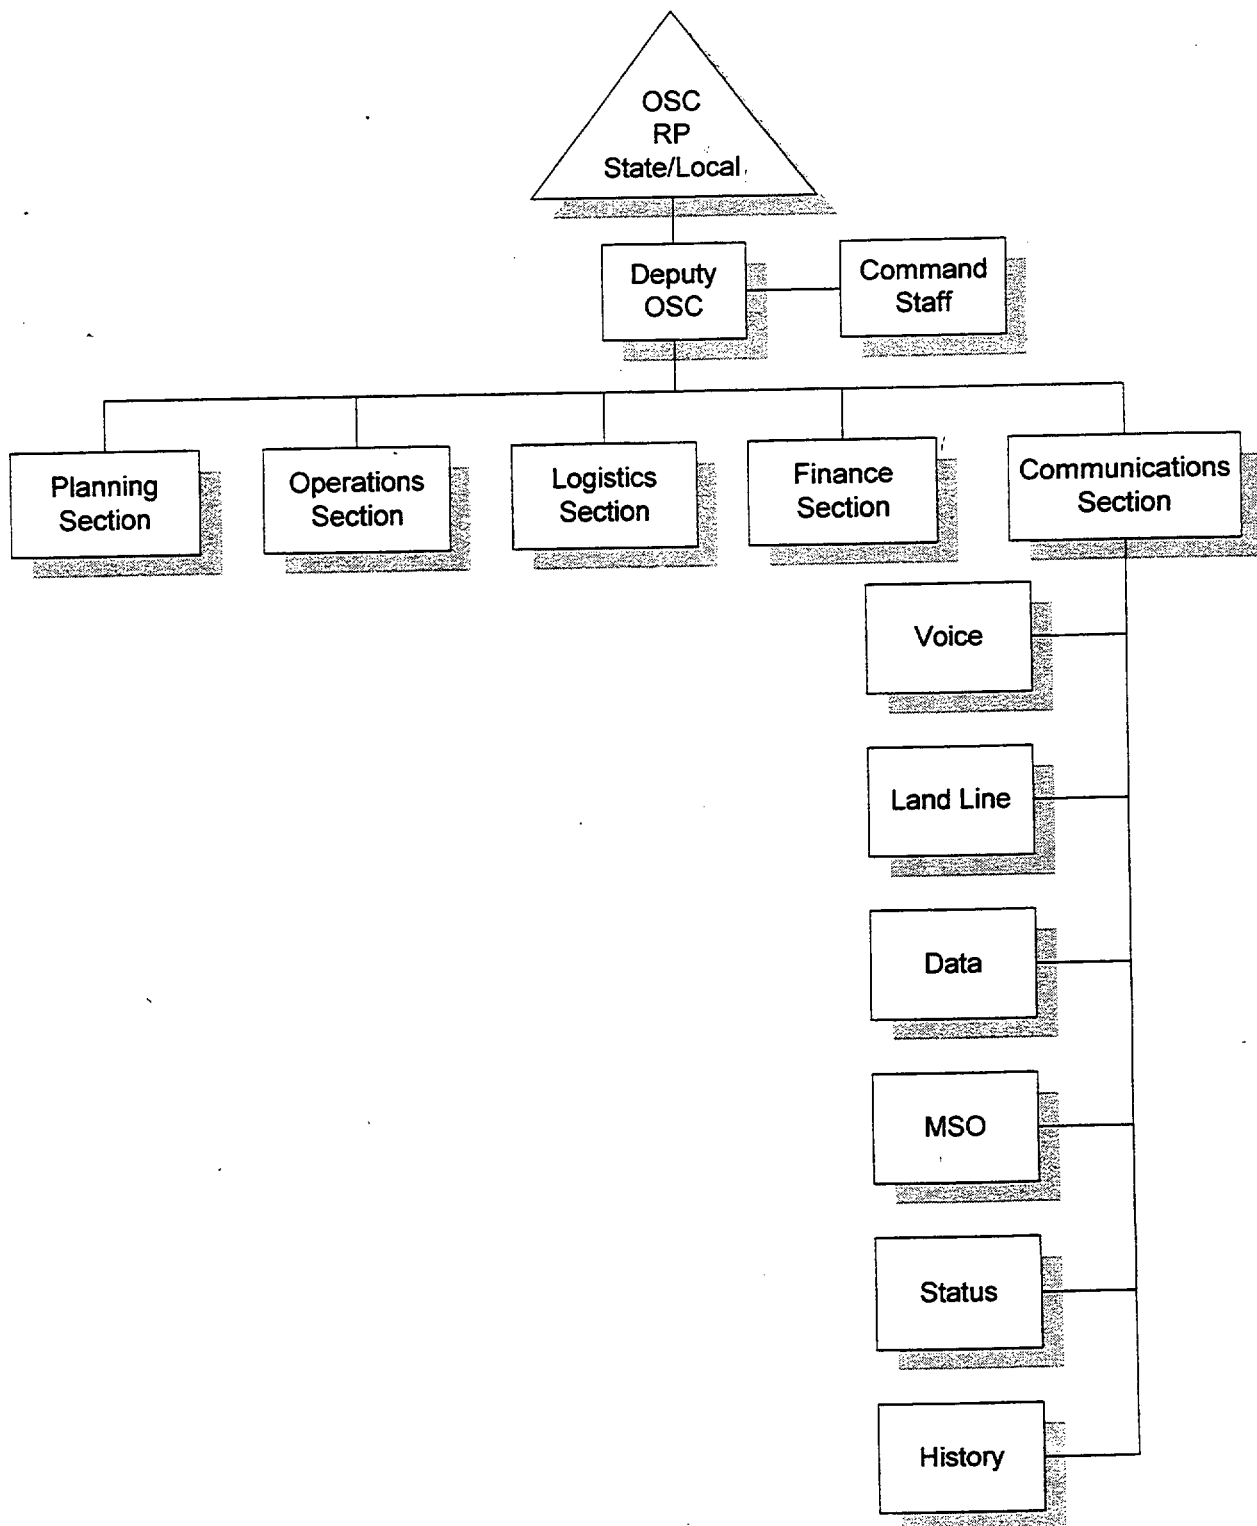 OSC
RP
State/Local
Deputy
OSC
Command
Staff
Planning
Section
Operations
Section
Logistics
Section
Finance
Section
Communications
Section
Voice
Land Line
Data
MSO
Status
History